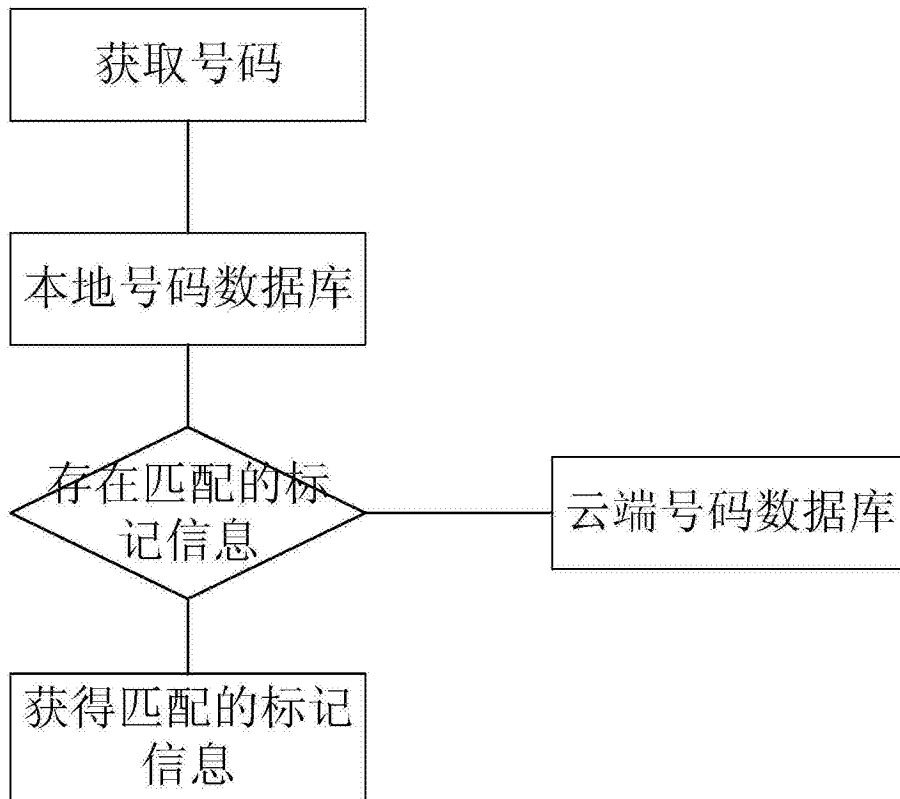 获取号码
本地号码数据库
存在匹配的标
记信息
云端号码数据库
获得匹配的标记
信息